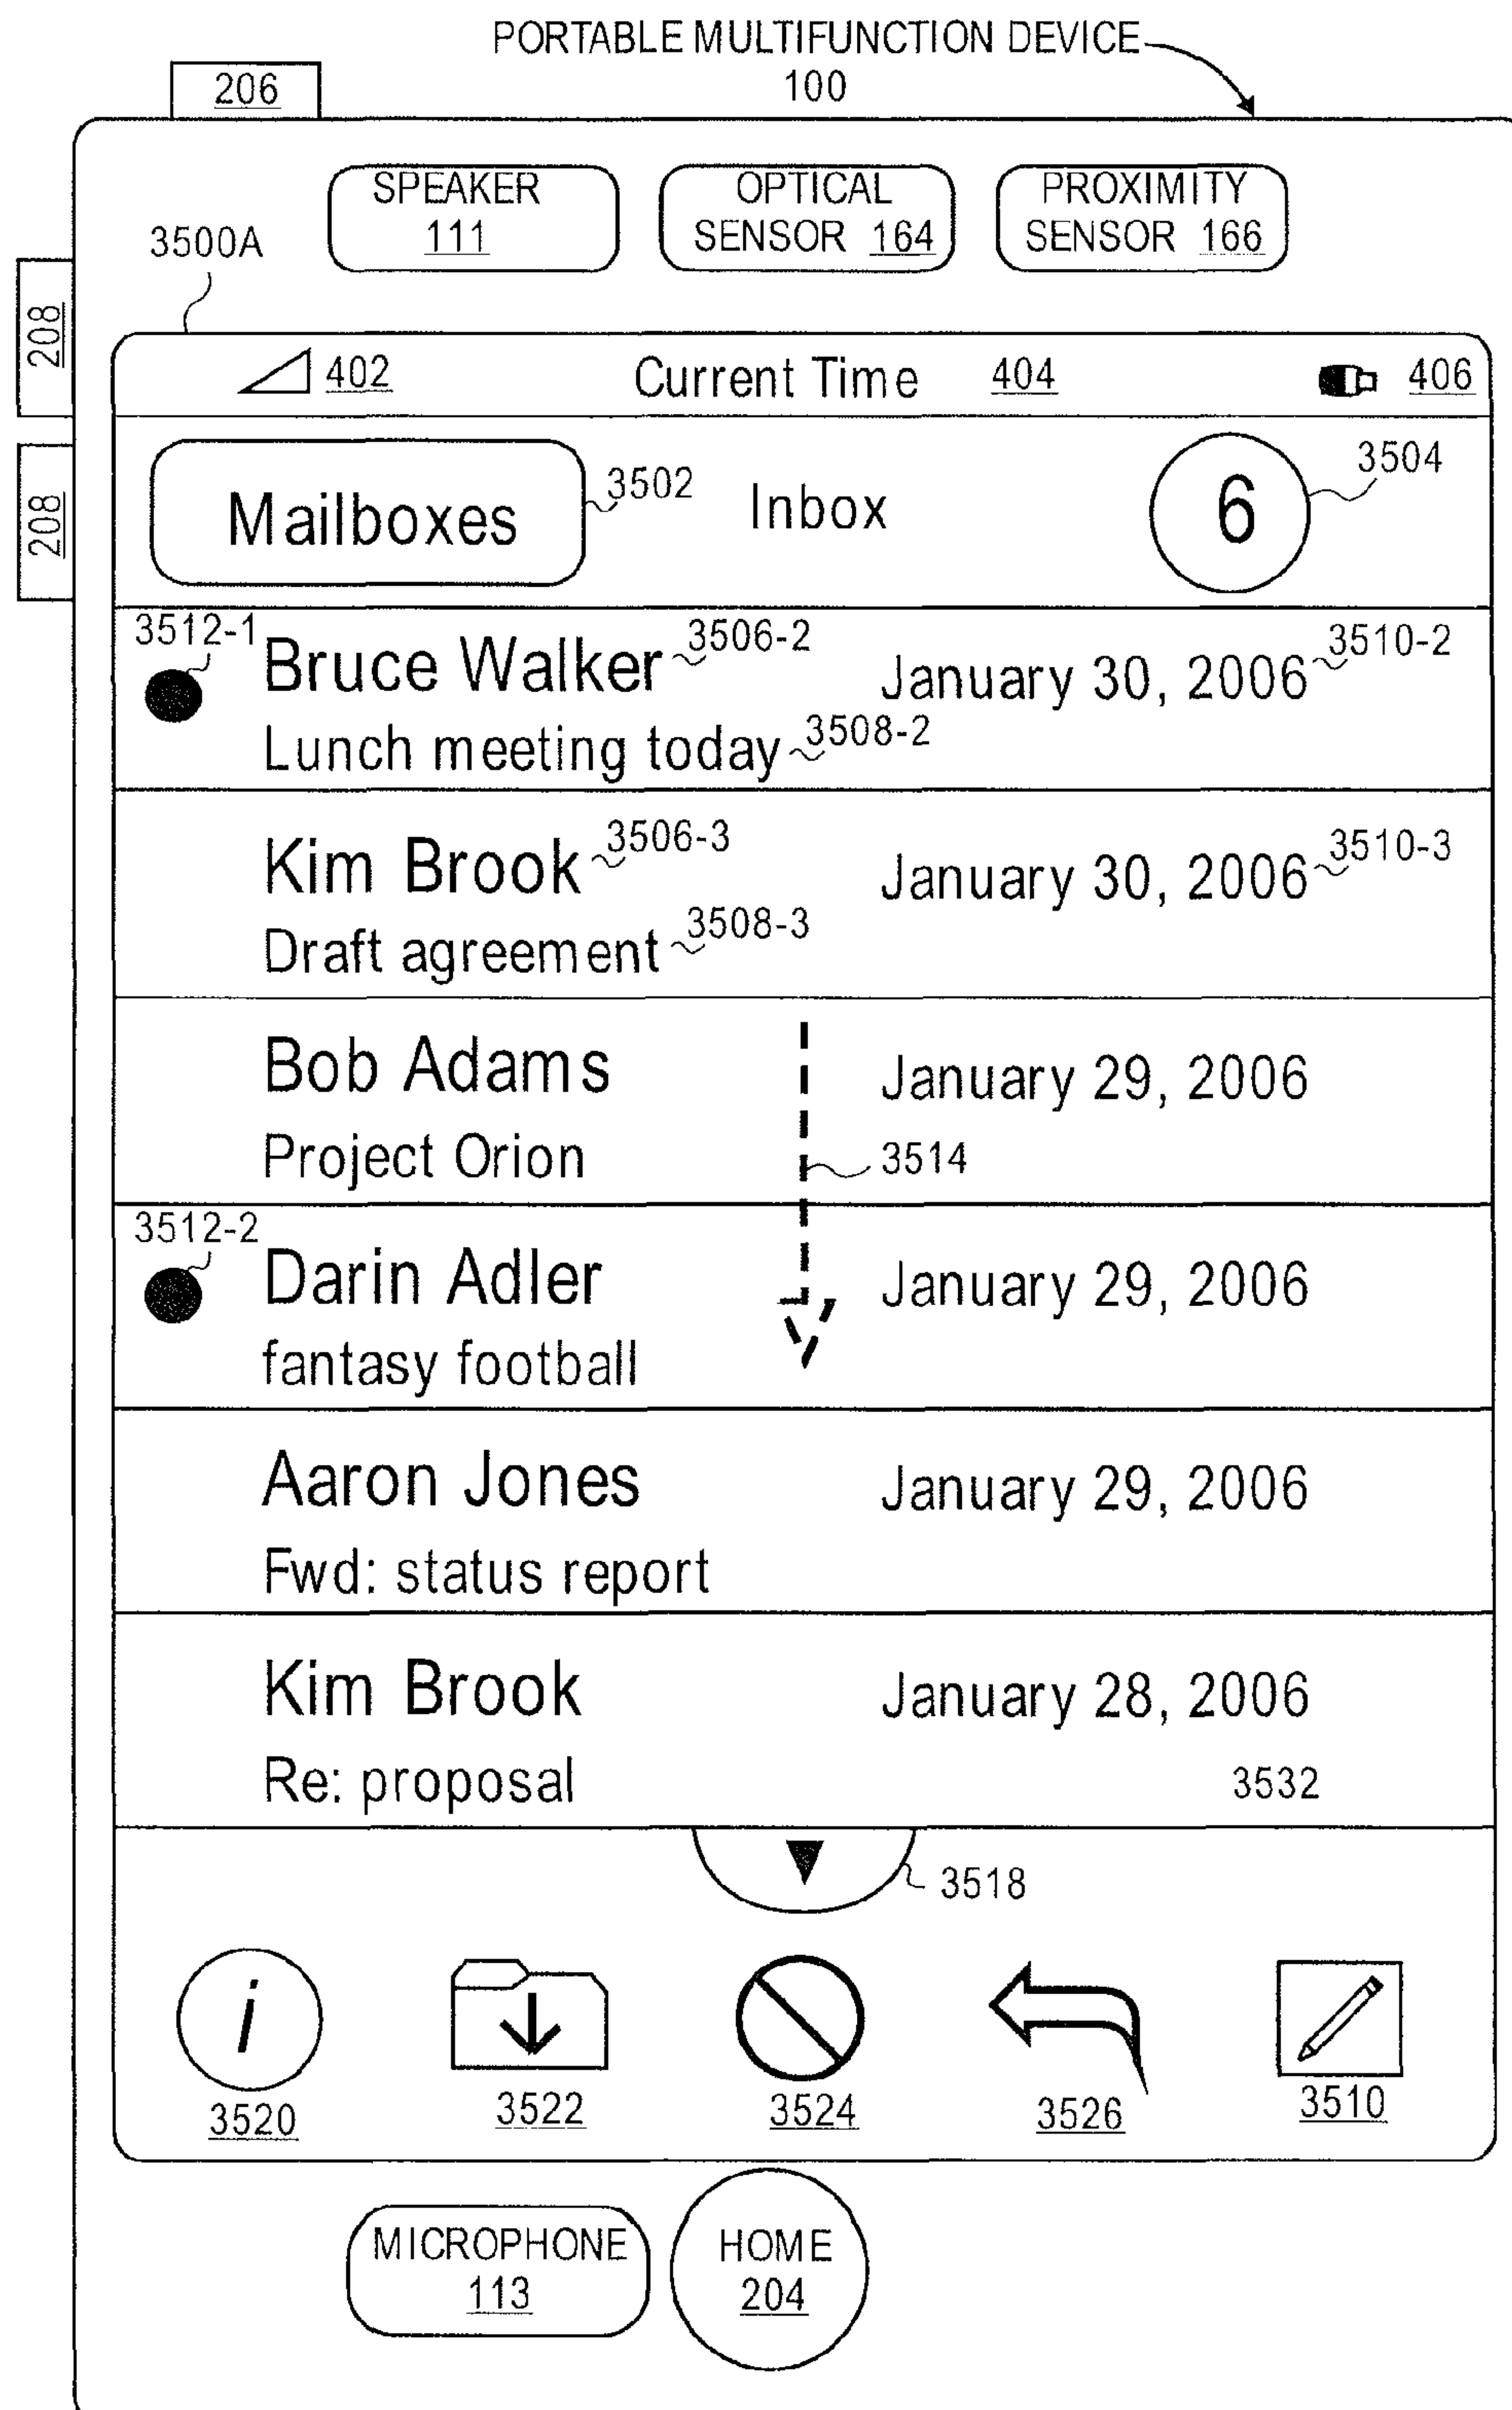 PORTABLE MULTIFUNCTION DEVICE
100
206
SPEAKER
111
OPTICAL
SENSOR 164
PROXIMITY
SENSOR 166
3500A
208
208
402 Current Time 404 406
Mailboxes 3502 Inbox 6 3504
3512-1 Bruce Walker 3506-2 January 30, 2006 3510-2
Lunch meeting today 3508-2
Kim Brook 3506-3 January 30, 2006 3510-3
Draft agreement 3508-3
Bob Adams January 29, 2006
Project Orion 3514
3512-2 Darin Adler January 29, 2006
fantasy football
Aaron Jones January 29, 2006
Fwd: status report
Kim Brook January 28, 2006
Re: proposal 3532
3518
i
3520 3522 3524 3526 3510
MICROPHONE
113
HOME
204